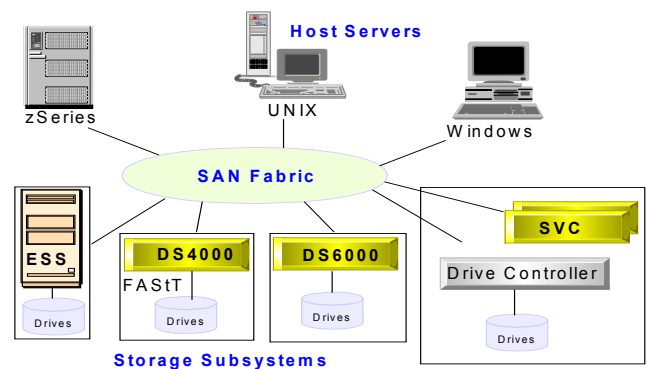 Host Servers
zSeries
UNIX
Windows
SAN Fabric
ESS
Drives
DS4000
FAStT
Drives
DS6000
Drives
SVC
Drive Controller
Drives
Storage Subsystems